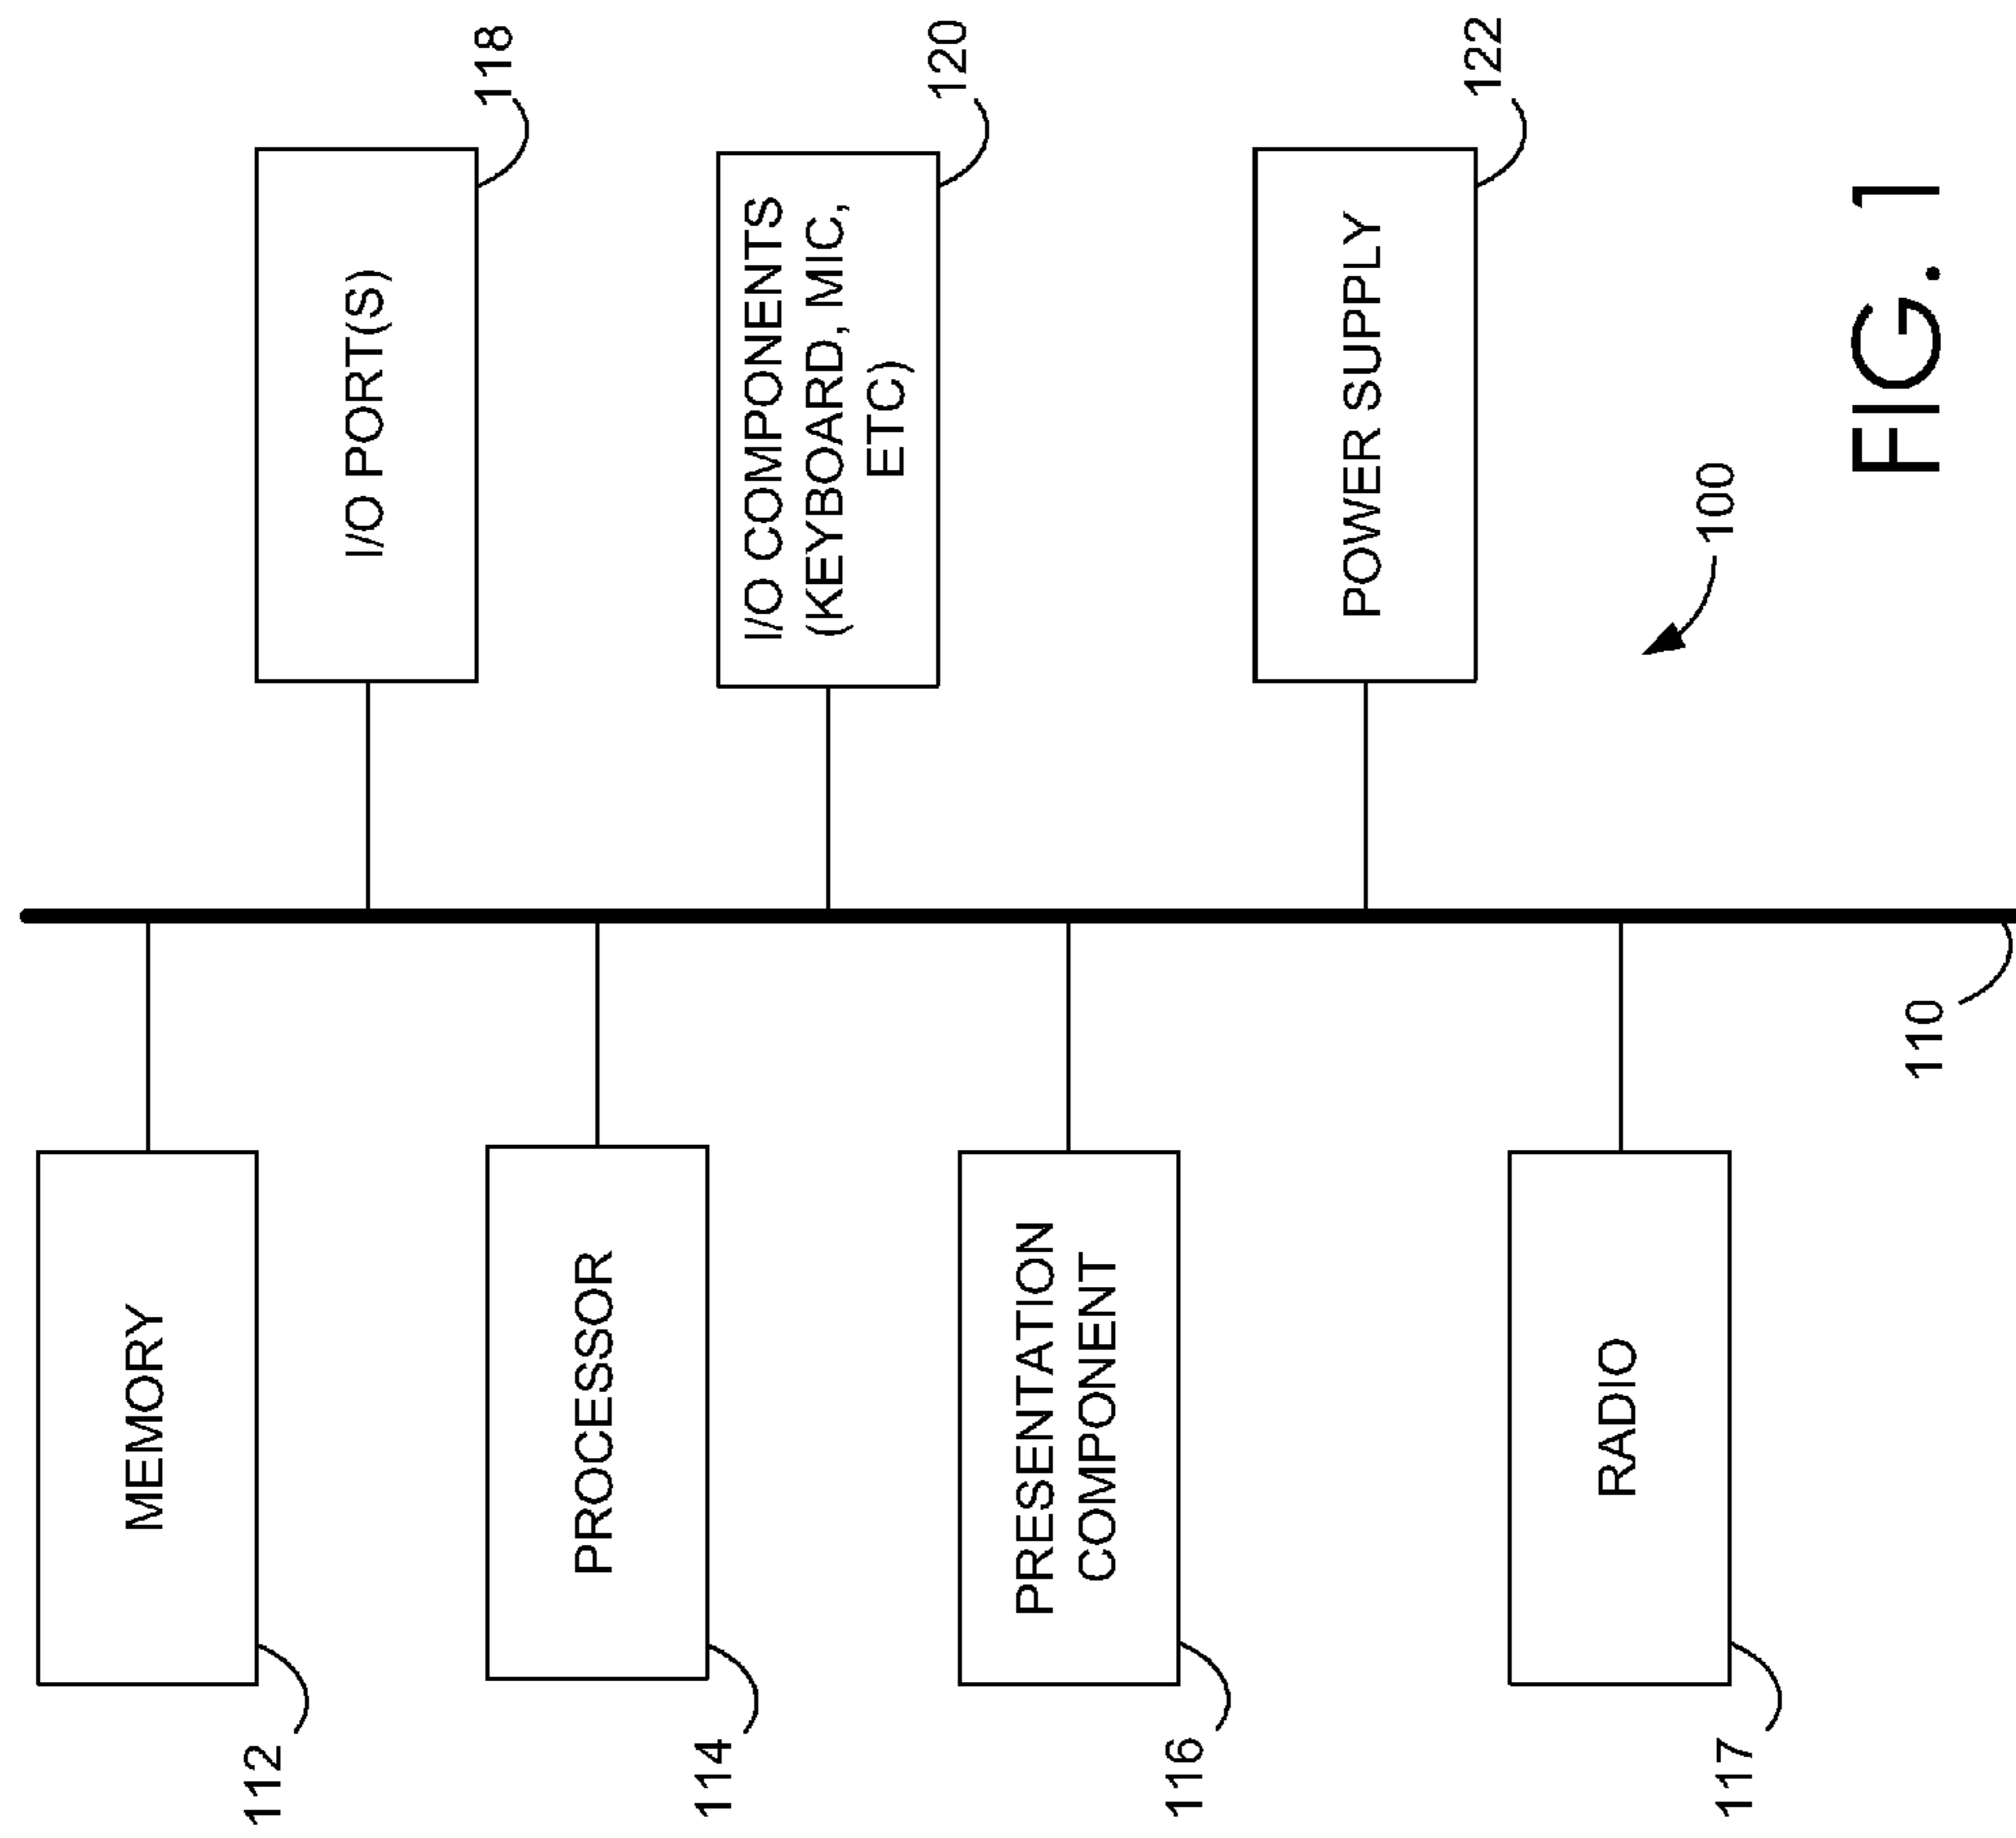 MEMORY
112
PROCESSOR
114
PRESENTATION
COMPONENT
116
RADIO
117
I/O PORT(S)
118
I/O COMPONENTS
(KEYBOARD, MIC,
ETC)
120
POWER SUPPLY
122
110
100
FIG. 1